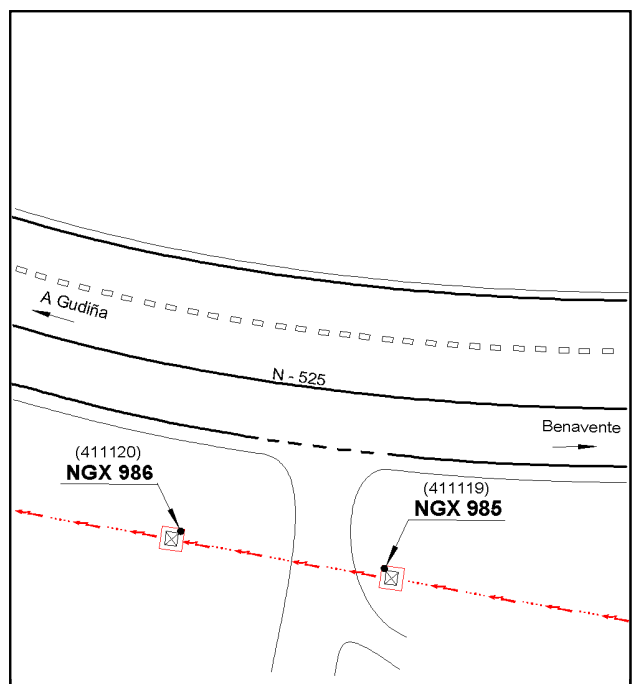 A Gudiña
N - 525
Benavente
(411120)
NGX 986
(411119)
NGX 985